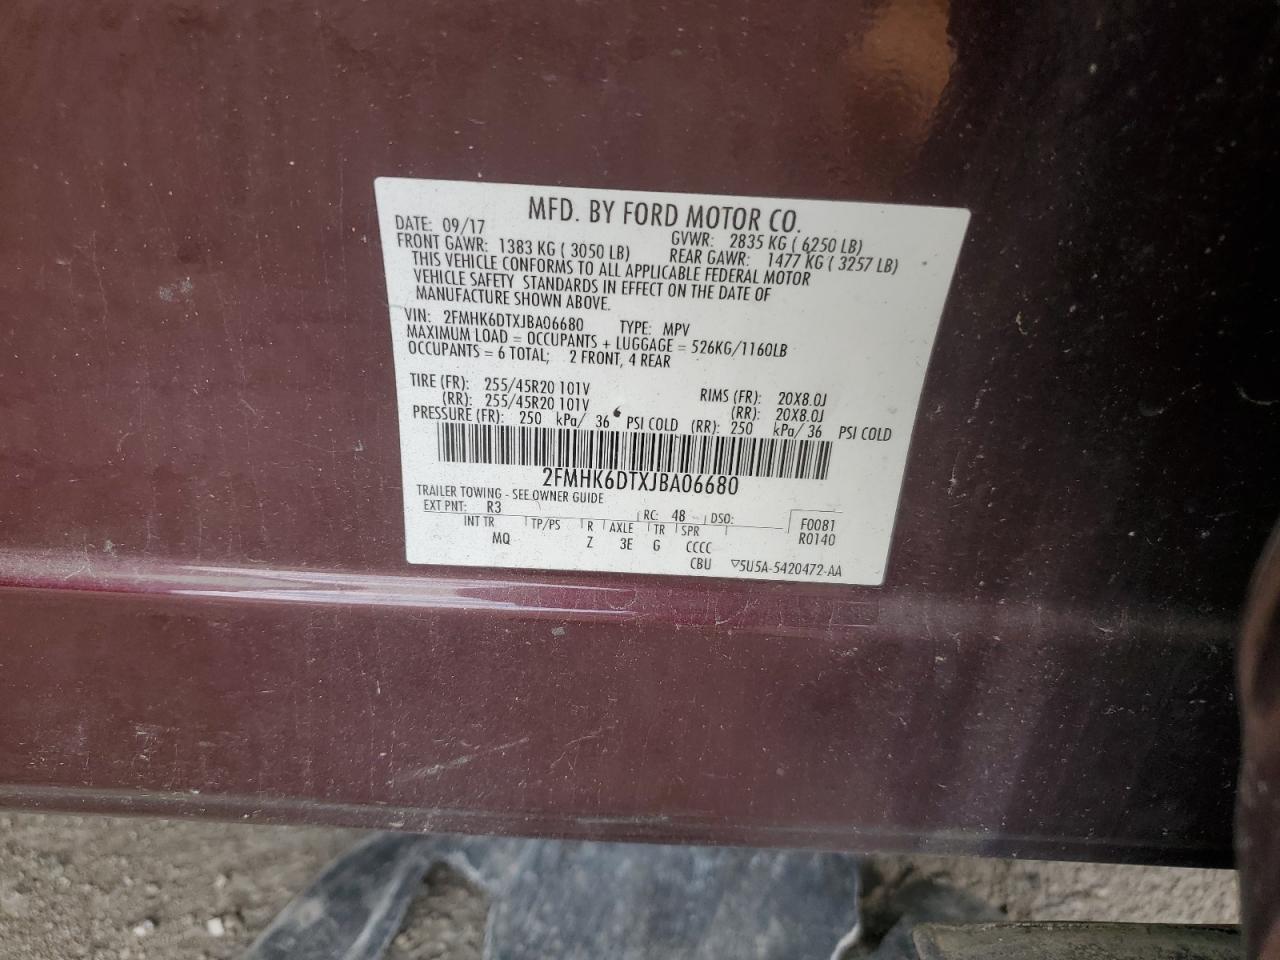 MFD. BY FORD MOTOR CO.
DATE: 09/17 GVWR: 2835 KG ( 6250 LB)
FRONT GAWR: 1383 KG ( 3050 LB) REAR GAWR: 1477 KG ( 3257 LB)
THIS VEHICLE CONFORMS TO ALL APPLICABLE FEDERAL MOTOR
VEHICLE SAFETY STANDARDS IN EFFECT ON THE DATE OF
MANUFACTURE SHOWN ABOVE.
VIN: 2FMHK6DTXJBA06680 TYPE: MPV
MAXIMUM LOAD = OCCUPANTS + LUGGAGE = 526KG/1160LB
OCCUPANTS = 6 TOTAL; 2 FRONT, 4 REAR
TIRE (FR): 255/45R20 101V RIMS (FR): 20X8.0J
(RR): 255/45R20 101V (RR): 20X8.0J
PRESSURE (FR): 250 kPa/ 36 PSI COLD (RR): 250 kPa/ 36 PSI COLD
2FMHK6DTXJBA06680
TRAILER TOWING - SEE OWNER GUIDE
EXT PNT: R3 RC: 48 DSO: F0081
INT TR TP/PS R AXLE TR SPR R0140
MQ Z 3E G CCCC
CBU ▽5U5A-5420472-AA